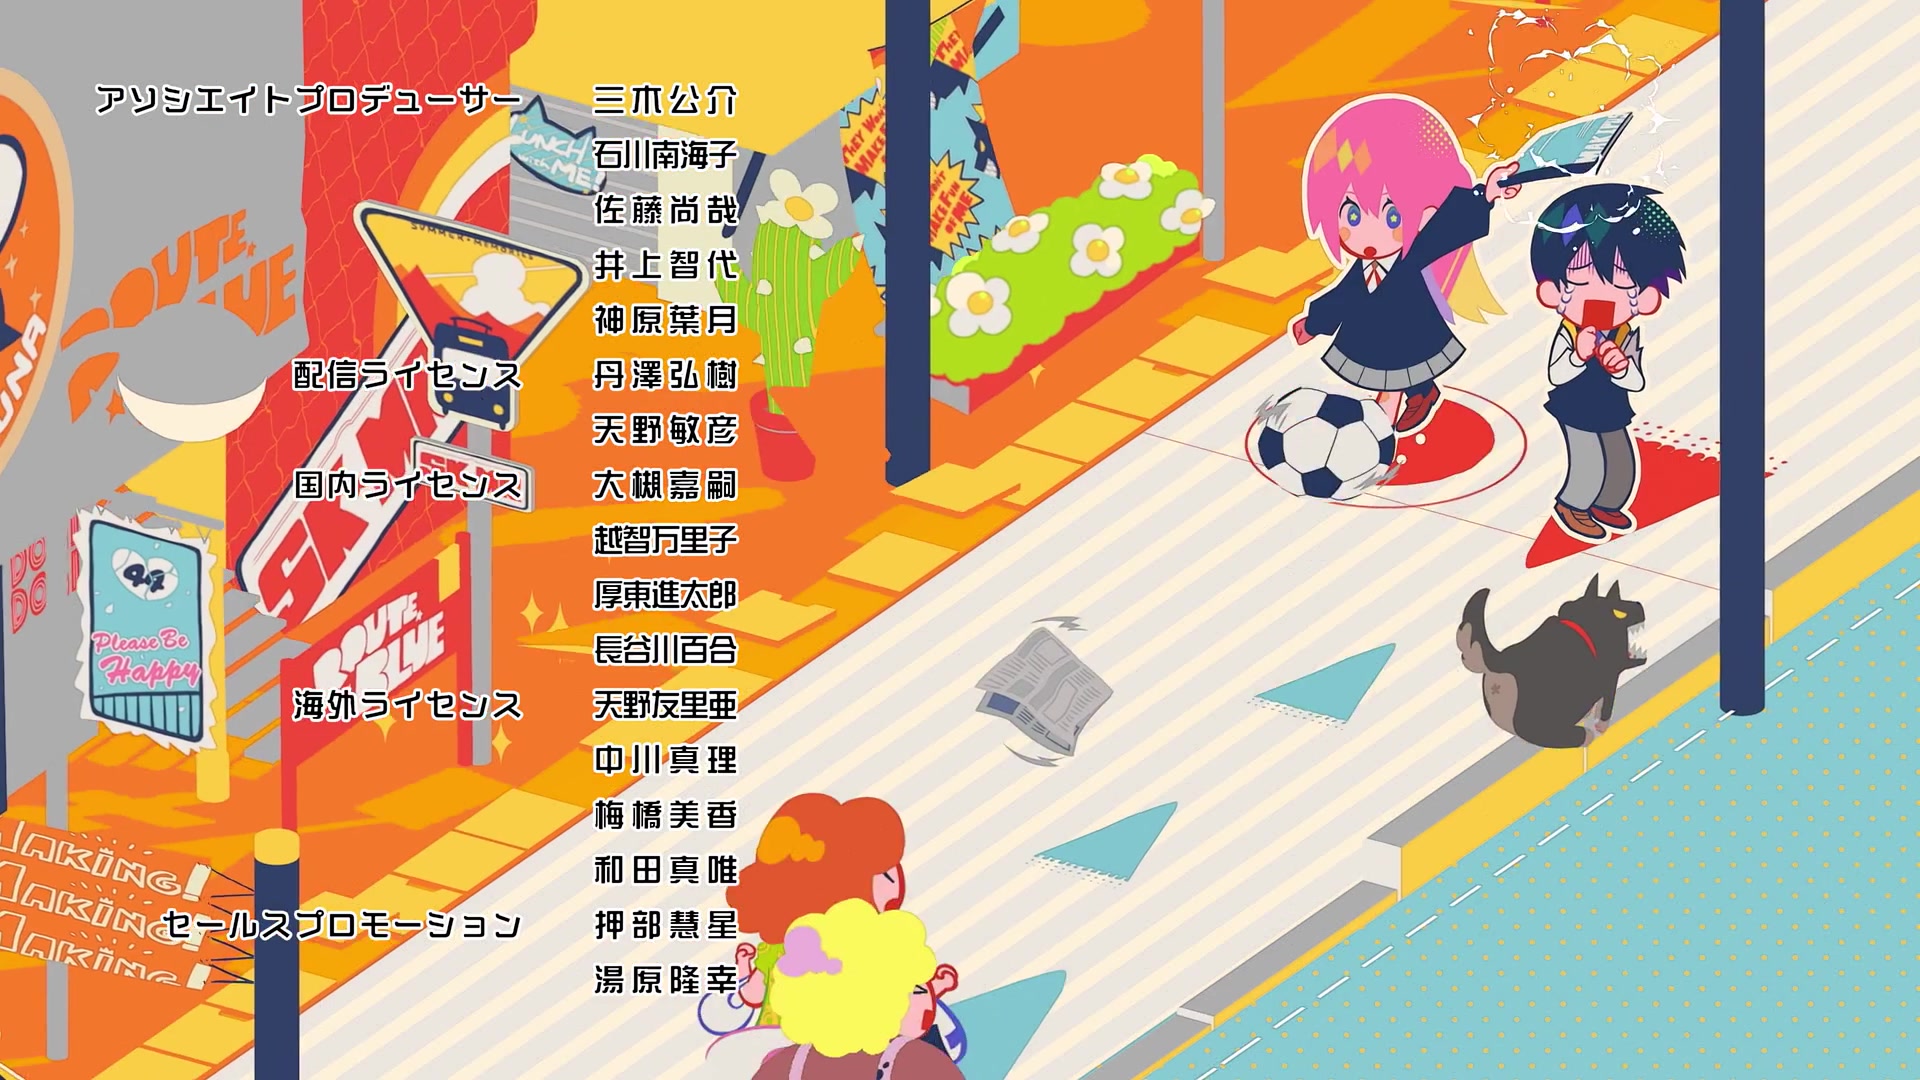 アソシエイトプロデューサー 三木公介
石川南海子
佐藤尚哉
井上智代
神原葉月
配信ライセンス 丹澤弘樹
天野敏彦
国内ライセンス 大槻嘉嗣
越智万里子
厚東進太郎
長谷川百合
海外ライセンス 天野友里亜
中川真理
梅橋美香
和田真唯
セールスプロモーション 押部慧星
湯原隆幸
LUNCH
with
ME!
SUMMER-MEMORIES
ROUTE
BLUE
Please Be
Happy
MAKING!
MAKING
MAKING!